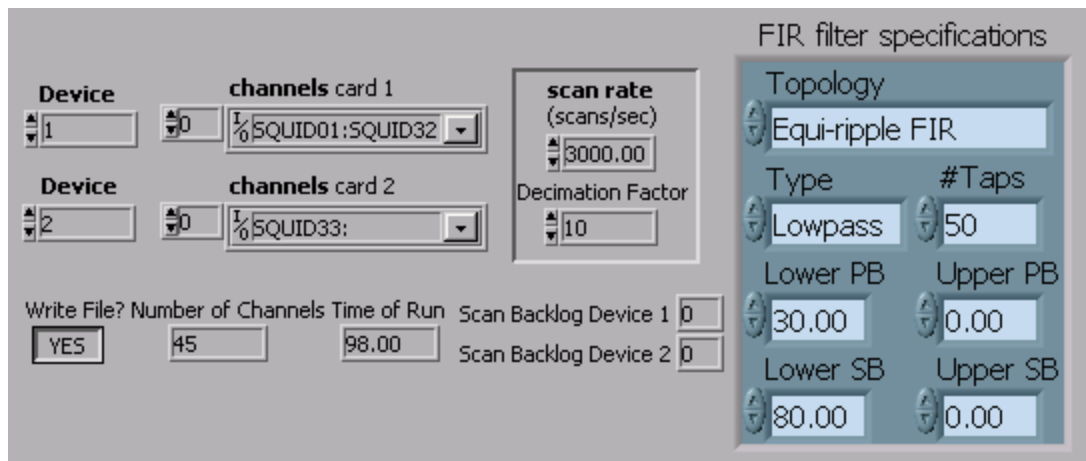 FIR filter specifications
Device
1
channels card 1
0
I/0 SQUID01:SQUID32
Device
2
channels card 2
0
I/0 SQUID33:
scan rate
(scans/sec)
3000.00
Decimation Factor
10
Write File? Number of Channels Time of Run
YES 45 98.00
Scan Backlog Device 1 0
Scan Backlog Device 2 0
Topology
Equi-ripple FIR
Type #Taps
Lowpass 50
Lower PB Upper PB
30.00 0.00
Lower SB Upper SB
80.00 0.00